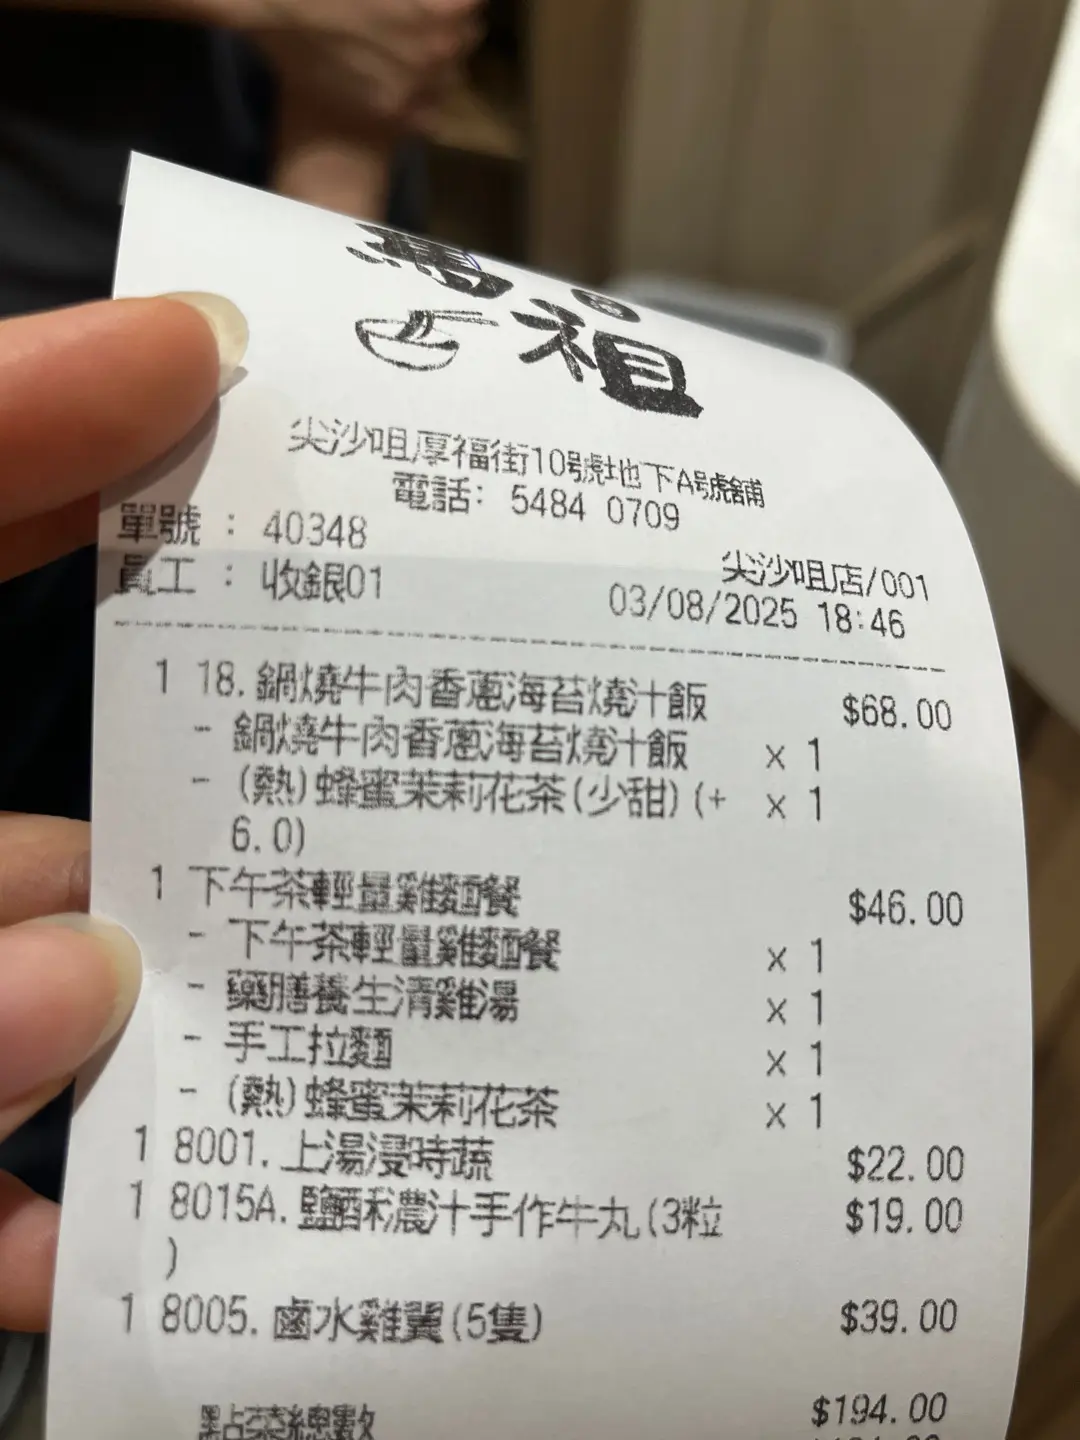 馬祖
尖沙咀厚福街10號地下A號舖
電話: 5484 0709
單號 : 40348
尖沙咀店/001
員工 : 收銀01
03/08/2025 18:46
1 18. 鍋燒牛肉香蔥海苔燒汁飯 $68.00
- 鍋燒牛肉香蔥海苔燒汁飯 x 1
- (熱)蜂蜜茉莉花茶(少甜)(+ x 1
6.0)
1 下午茶輕量雞麵餐 $46.00
- 下午茶輕量雞麵餐 x 1
- 藥膳養生清雞湯 x 1
- 手工拉麵 x 1
- (熱)蜂蜜茉莉花茶 x 1
1 8001. 上湯浸時蔬 $22.00
1 8015A. 鹽麴秘濃汁手作牛丸(3粒 $19.00
)
1 8005. 鹵水雞翼(5隻) $39.00
點菜總數 $194.00